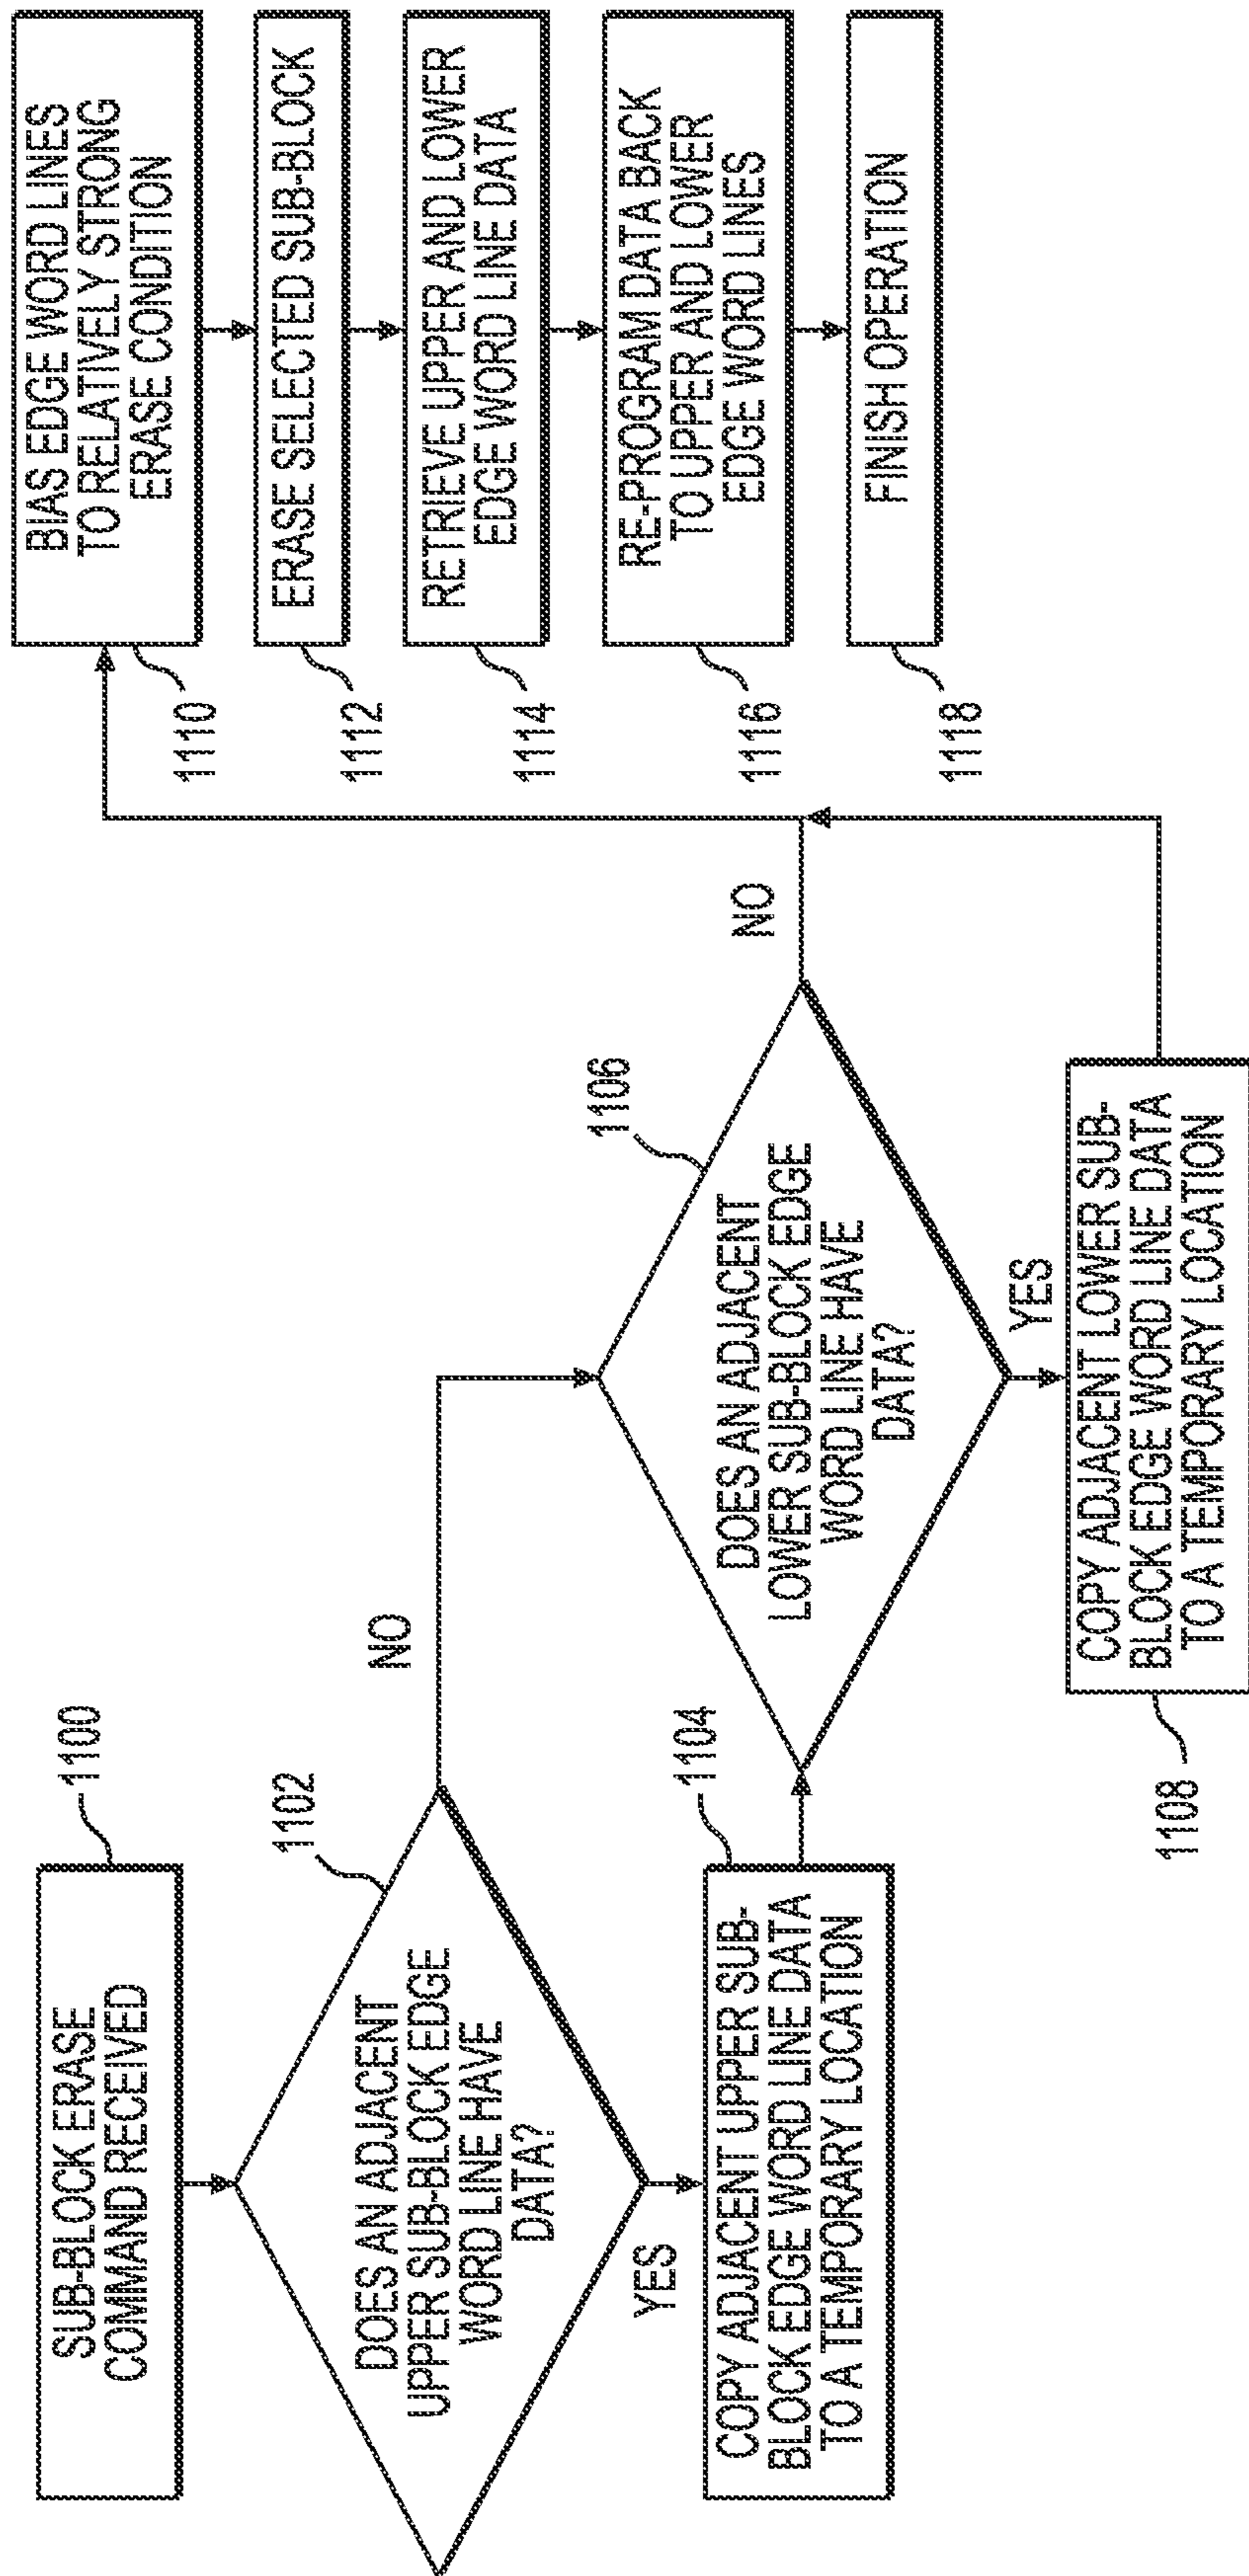 SUB-BLOCK ERASE
COMMAND RECEIVED
1100
DOES AN ADJACENT
UPPER SUB-BLOCK EDGE
WORD LINE HAVE
DATA?
1102
NO
YES
COPY ADJACENT UPPER SUB-
BLOCK EDGE WORD LINE DATA
TO A TEMPORARY LOCATION
1104
DOES AN ADJACENT
LOWER SUB-BLOCK EDGE
WORD LINE HAVE
DATA?
1106
NO
YES
COPY ADJACENT LOWER SUB-
BLOCK EDGE WORD LINE DATA
TO A TEMPORARY LOCATION
1108
BIAS EDGE WORD LINES
TO RELATIVELY STRONG
ERASE CONDITION
1110
ERASE SELECTED SUB-BLOCK
1112
RETRIEVE UPPER AND LOWER
EDGE WORD LINE DATA
1114
RE-PROGRAM DATA BACK
TO UPPER AND LOWER
EDGE WORD LINES
1116
FINISH OPERATION
1118